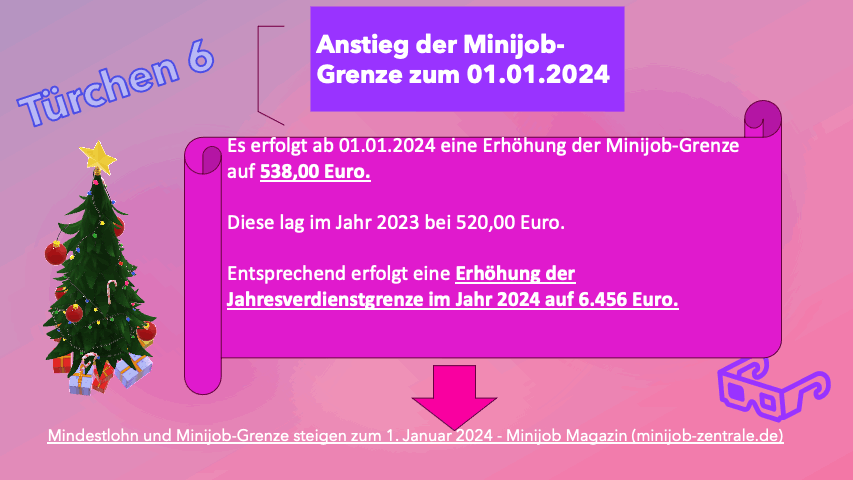 Türchen 6
Anstieg der Minijob-
Grenze zum 01.01.2024
Es erfolgt ab 01.01.2024 eine Erhöhung der Minijob-Grenze
auf 538,00 Euro.
Diese lag im Jahr 2023 bei 520,00 Euro.
Entsprechend erfolgt eine Erhöhung der
Jahresverdienstgrenze im Jahr 2024 auf 6.456 Euro.
Mindestlohn und Minijob-Grenze steigen zum 1. Januar 2024 - Minijob Magazin (minijob-zentrale.de)